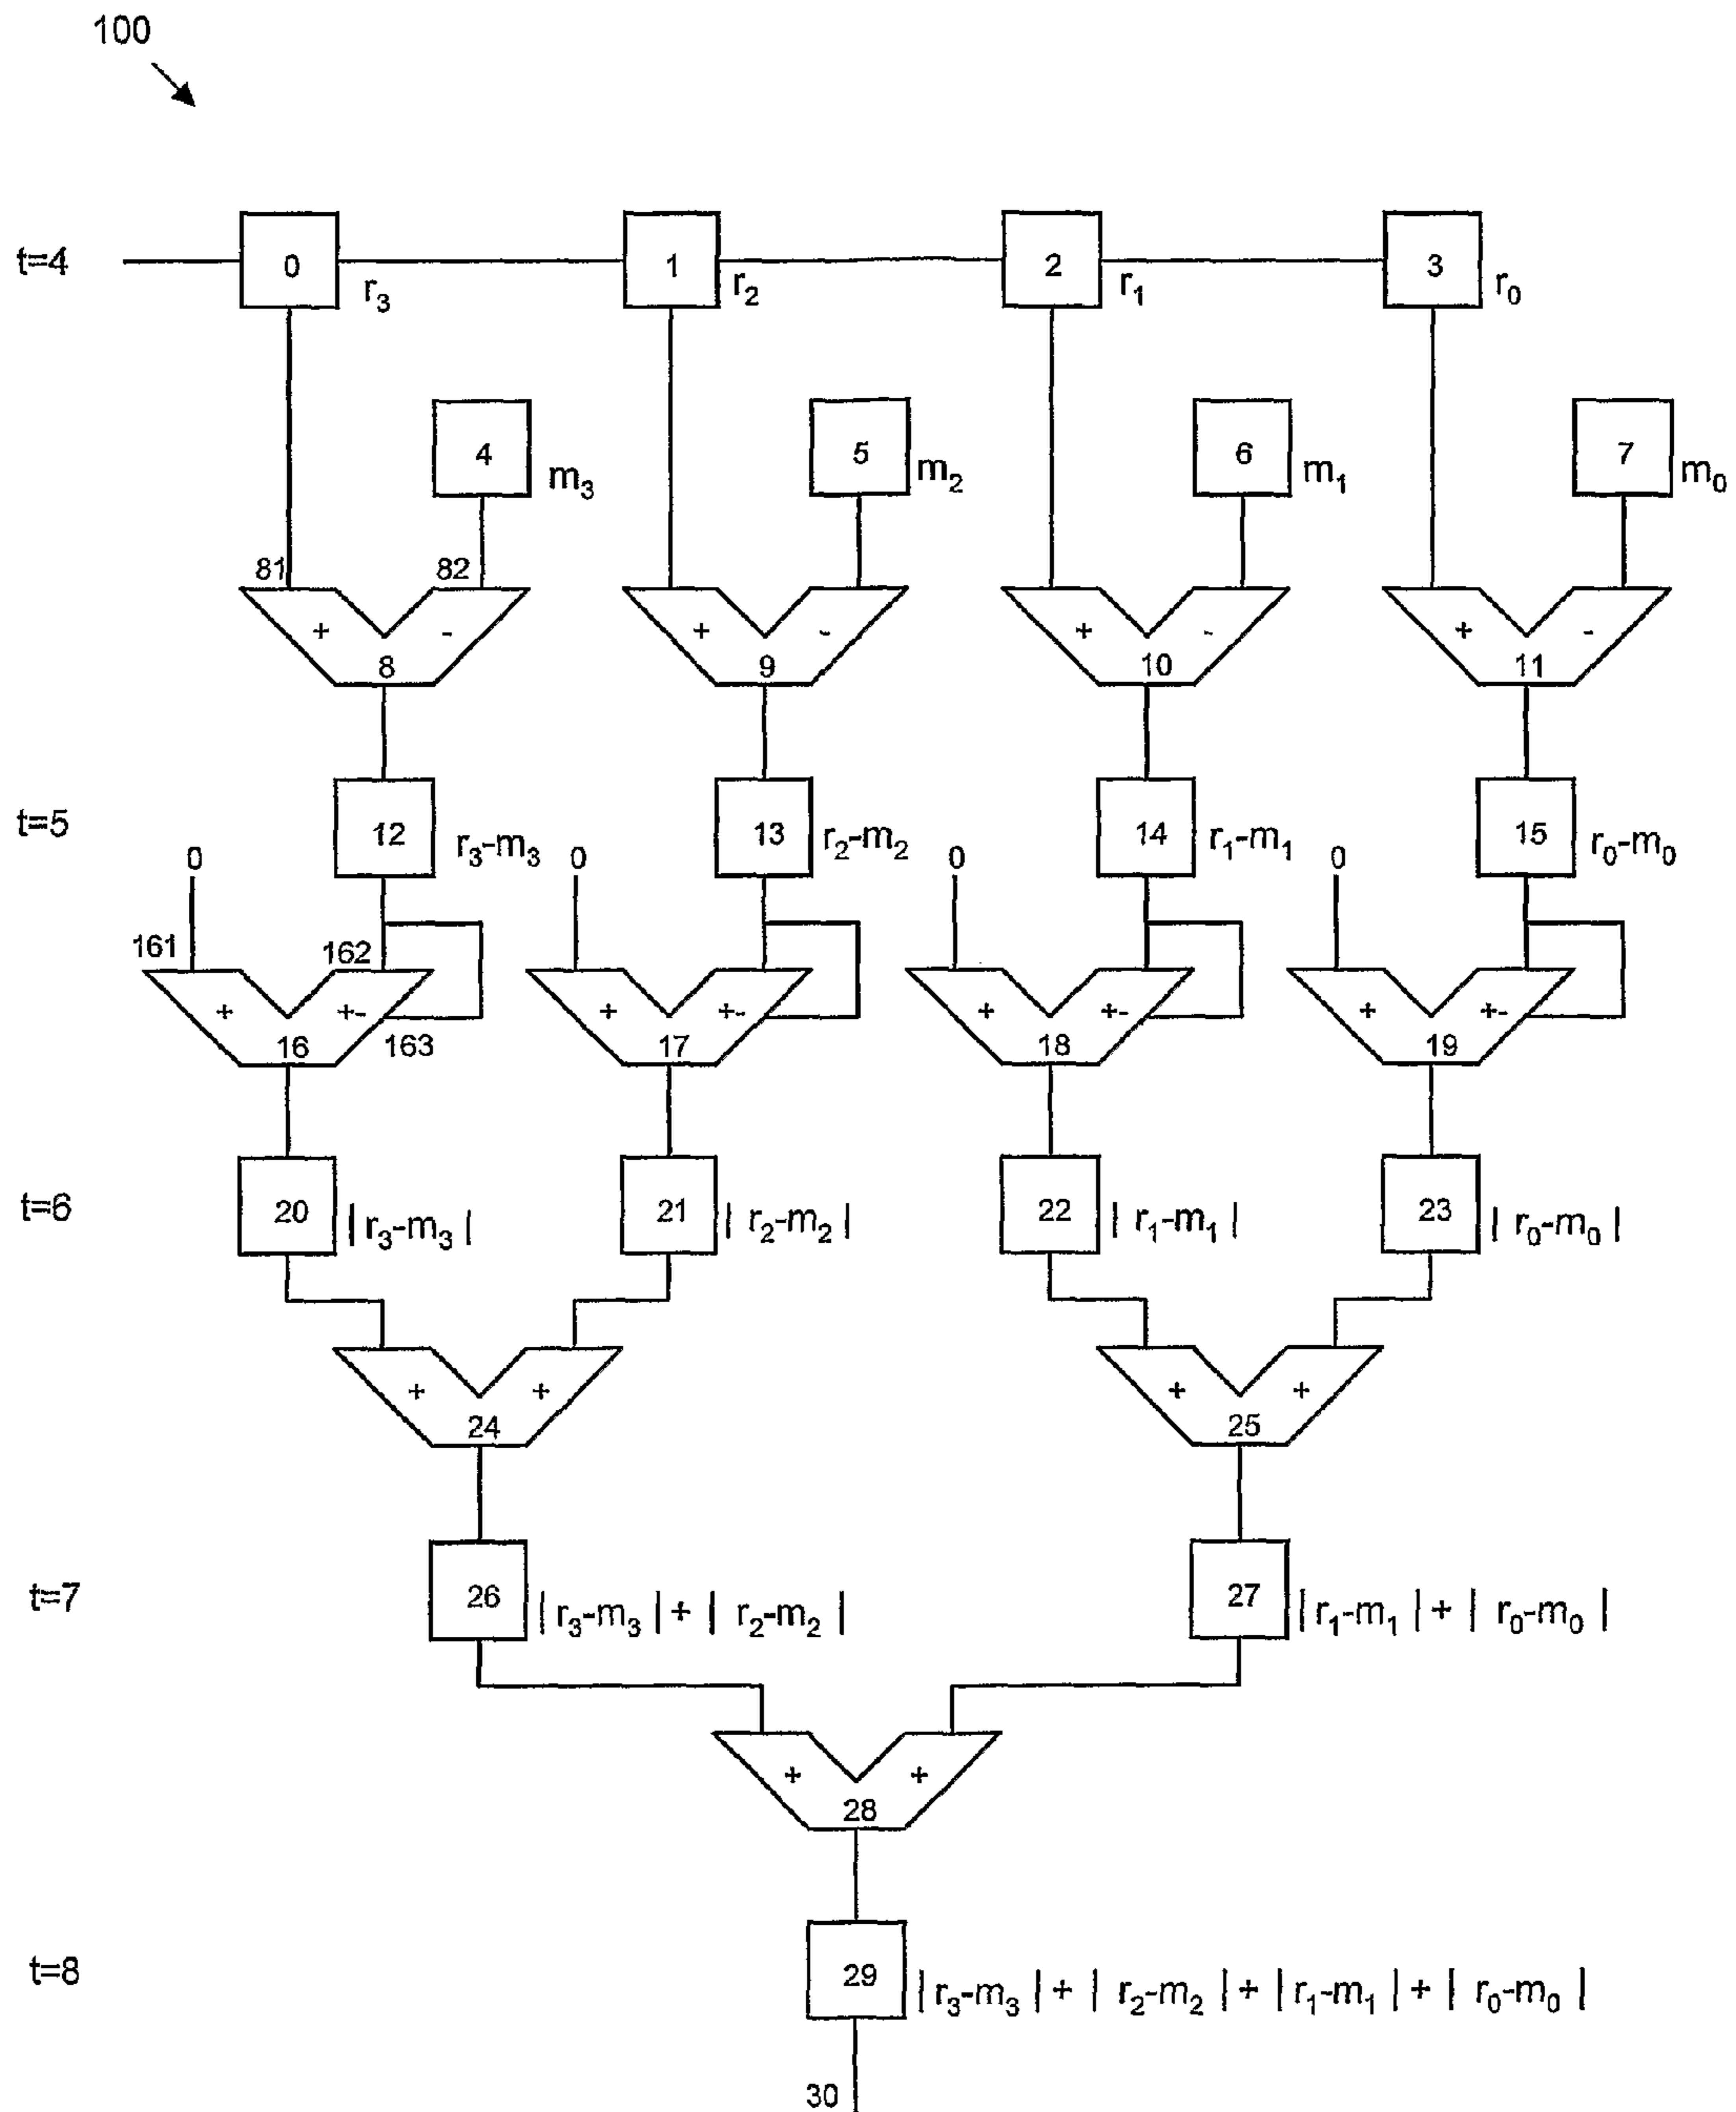 100
t=4
0
r₃
1
r₂
2
r₁
3
r₀
4
m₃
5
m₂
6
m₁
7
m₀
81
82
+ -
8
+ -
9
+ -
10
+ -
11
t=5
12
r₃-m₃
13
r₂-m₂
14
r₁-m₁
15
r₀-m₀
0
0
0
0
161
162
+ +-
16
163
+ +-
17
+ +-
18
+ +-
19
t=6
20
| r₃-m₃ |
21
| r₂-m₂ |
22
| r₁-m₁ |
23
| r₀-m₀ |
+ +
24
+ +
25
t=7
26
| r₃-m₃ | + | r₂-m₂ |
27
| r₁-m₁ | + | r₀-m₀ |
+ +
28
t=8
29
| r₃-m₃ | + | r₂-m₂ | + | r₁-m₁ | + | r₀-m₀ |
30